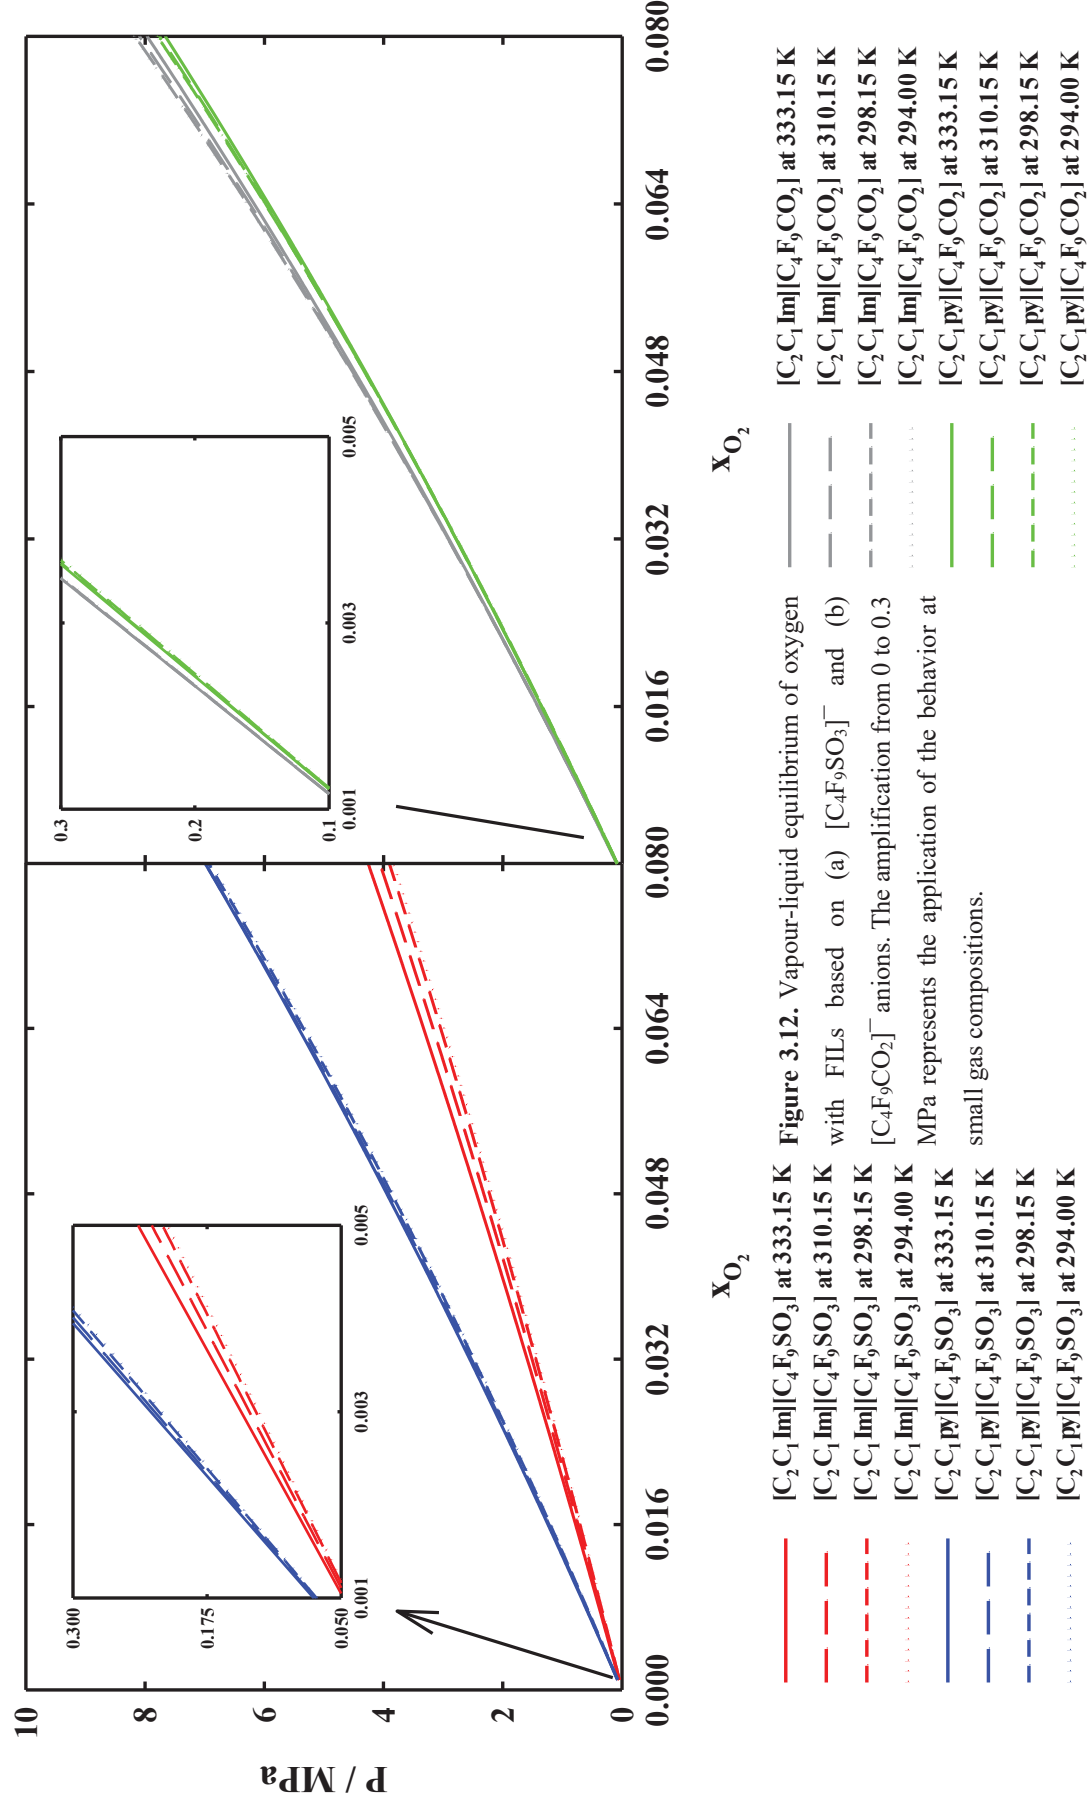 P / MPa
10
8
6
4
2
0
0.000
0.016
0.032
0.048
0.064
0.080
0.016
0.032
0.048
0.064
0.080
0.300
0.175
0.050
0.001
0.003
0.005
0.3
0.2
0.1
0.001
0.003
0.005
xO2
xO2
[C2C1Im][C4F9SO3] at 333.15 K
[C2C1Im][C4F9SO3] at 310.15 K
[C2C1Im][C4F9SO3] at 298.15 K
[C2C1Im][C4F9SO3] at 294.00 K
[C2C1py][C4F9SO3] at 333.15 K
[C2C1py][C4F9SO3] at 310.15 K
[C2C1py][C4F9SO3] at 298.15 K
[C2C1py][C4F9SO3] at 294.00 K
Figure 3.12. Vapour-liquid equilibrium of oxygen
with FILs based on (a) [C4F9SO3]¯ and (b)
[C4F9CO2]¯ anions. The amplification from 0 to 0.3
MPa represents the application of the behavior at
small gas compositions.
[C2C1Im][C4F9CO2] at 333.15 K
[C2C1Im][C4F9CO2] at 310.15 K
[C2C1Im][C4F9CO2] at 298.15 K
[C2C1Im][C4F9CO2] at 294.00 K
[C2C1py][C4F9CO2] at 333.15 K
[C2C1py][C4F9CO2] at 310.15 K
[C2C1py][C4F9CO2] at 298.15 K
[C2C1py][C4F9CO2] at 294.00 K